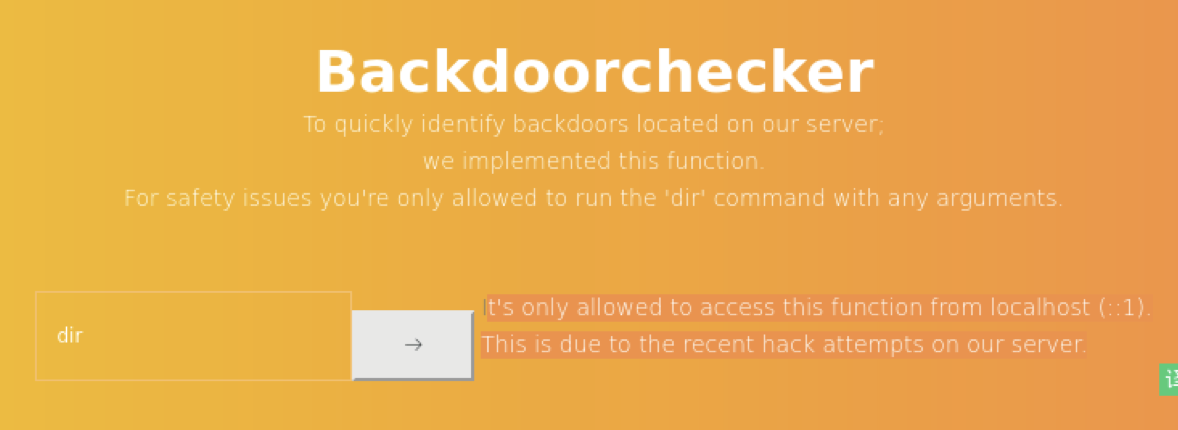 Backdoorchecker
To quickly identify backdoors located on our server;
we implemented this function.
For safety issues you're only allowed to run the 'dir' command with any arguments.
It's only allowed to access this function from localhost (::1).
dir
→
This is due to the recent hack attempts on our server.
译